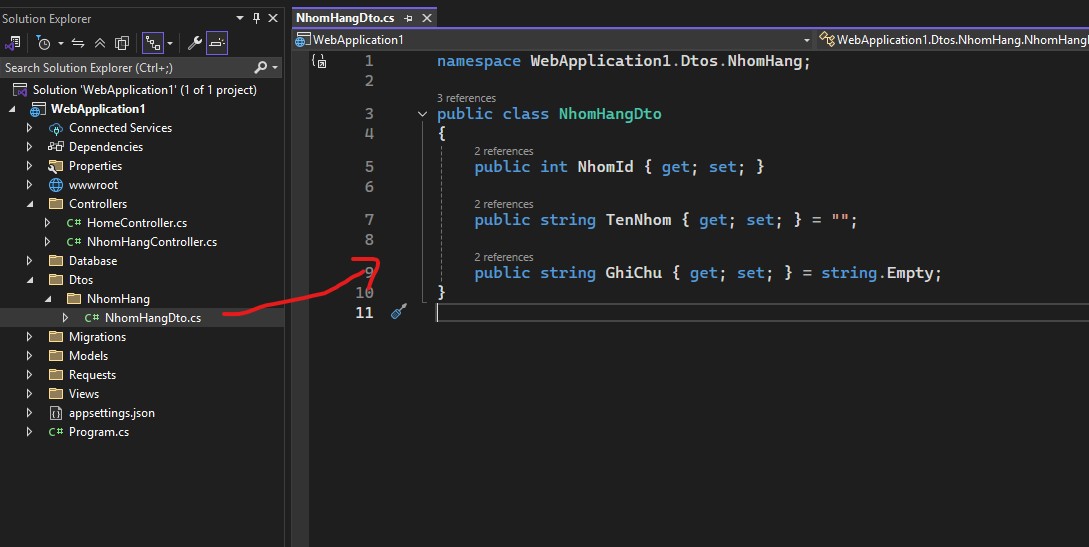 Solution Explorer
Search Solution Explorer (Ctrl+;)
Solution 'WebApplication1' (1 of 1 project)
WebApplication1
Connected Services
Dependencies
Properties
wwwroot
Controllers
C# HomeController.cs
C# NhomHangController.cs
Database
Dtos
NhomHang
C# NhomHangDto.cs
Migrations
Models
Requests
Views
appsettings.json
C# Program.cs
NhomHangDto.cs
WebApplication1
WebApplication1.Dtos.NhomHang.NhomHangI
1 namespace WebApplication1.Dtos.NhomHang;
2
3 references
3 public class NhomHangDto
4 {
2 references
5 public int NhomId { get; set; }
6
2 references
7 public string TenNhom { get; set; } = "";
8
2 references
9 public string GhiChu { get; set; } = string.Empty;
10 }
11